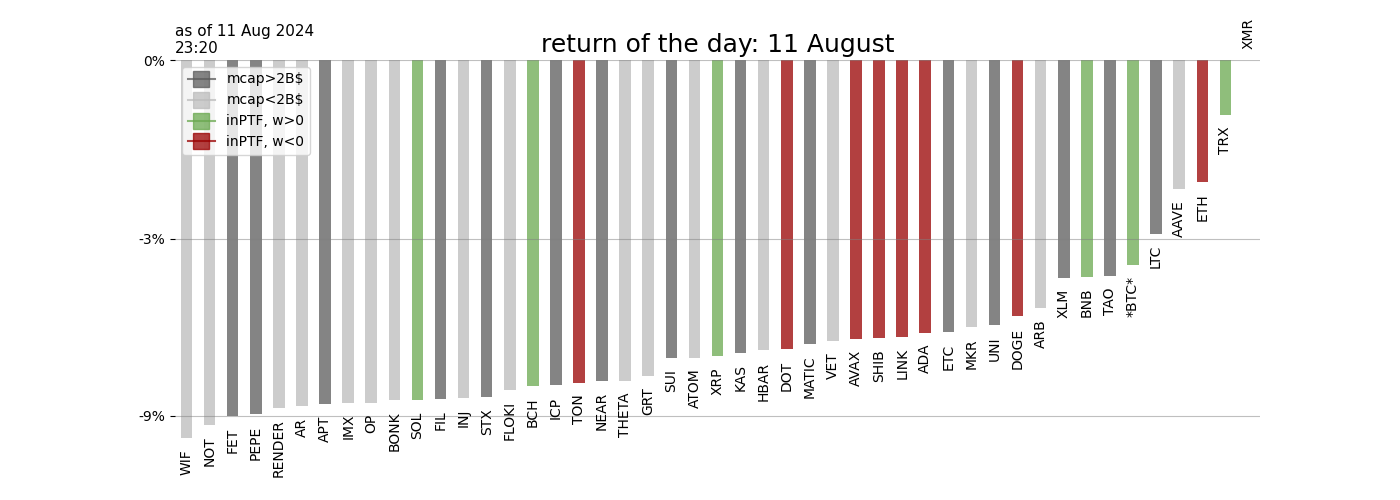 as of 11 Aug 2024
23:20
return of the day: 11 August
XMR
0%
-3%
-9%
mcap>2B$
mcap<2B$
inPTF, w>0
inPTF, w<0
WIF
NOT
FET
PEPE
RENDER
AR
APT
IMX
OP
BONK
SOL
FIL
INJ
STX
FLOKI
BCH
ICP
TON
NEAR
THETA
GRT
SUI
ATOM
XRP
KAS
HBAR
DOT
MATIC
VET
AVAX
SHIB
LINK
ADA
ETC
MKR
UNI
DOGE
ARB
XLM
BNB
TAO
*BTC*
LTC
AAVE
ETH
TRX